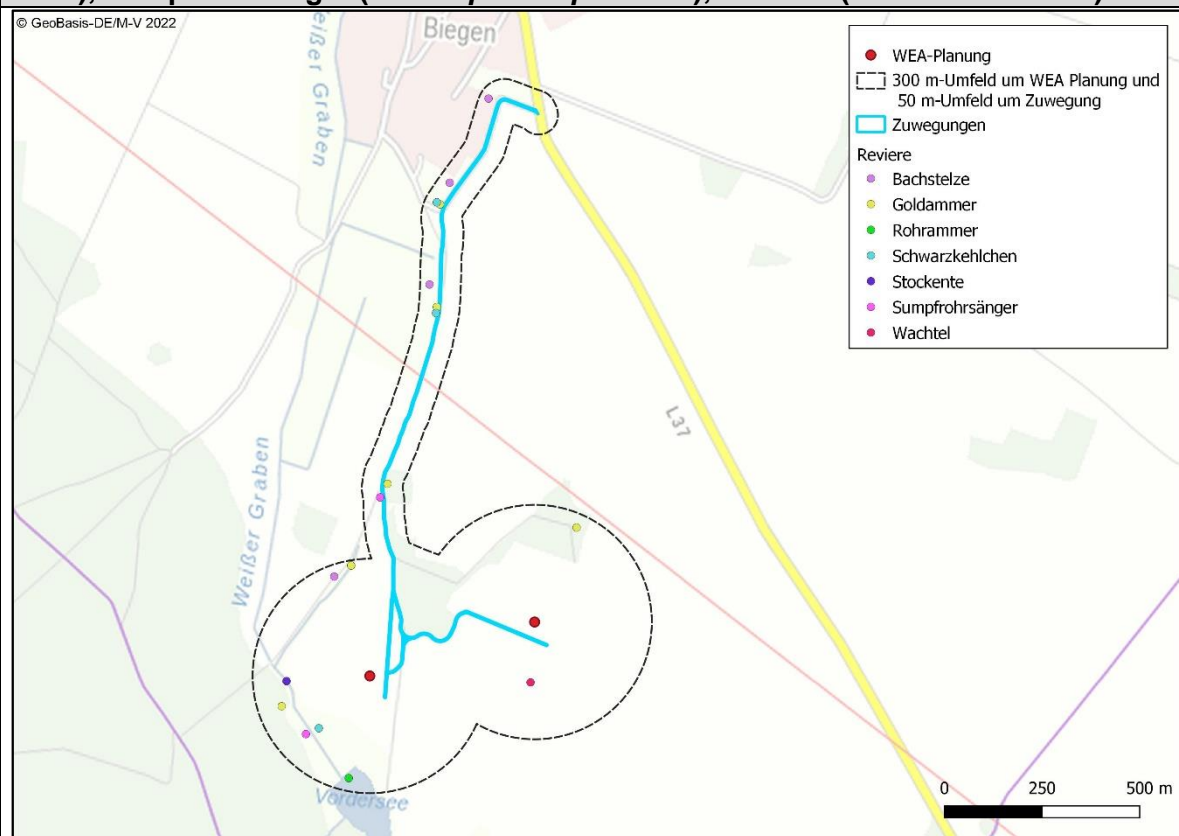 © GeoBasis-DE/M-V 2022
Biegen
Weißer Graben
WEA-Planung
300 m-Umfeld um WEA Planung und
50 m-Umfeld um Zuwegung
Zuwegungen
Reviere
Bachstelze
Goldammer
Rohrammer
Schwarzkehlchen
Stockente
Sumpfrohrsänger
Wachtel
L37
Weißer Graben
Vordersee
0 250 500 m